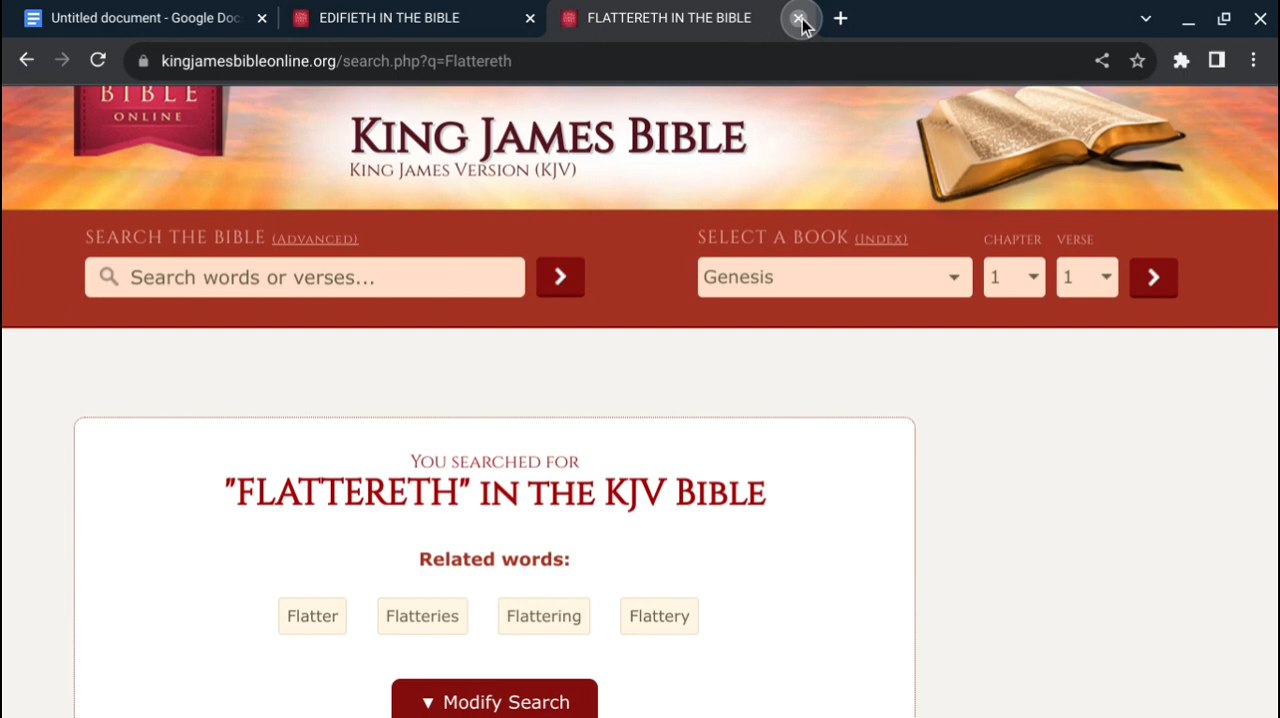 Untitled document - Google Doc
EDIFIETH IN THE BIBLE
FLATTERETH IN THE BIBLE
kingjamesbibleonline.org/search.php?q=Flattereth
BIBLE
ONLINE
KING JAMES BIBLE
KING JAMES VERSION (KJV)
SEARCH THE BIBLE (ADVANCED)
SELECT A BOOK (INDEX)
CHAPTER
VERSE
Search words or verses...
Genesis
1
1
YOU SEARCHED FOR
"FLATTERETH" IN THE KJV BIBLE
Related words:
Flatter
Flatteries
Flattering
Flattery
▼ Modify Search